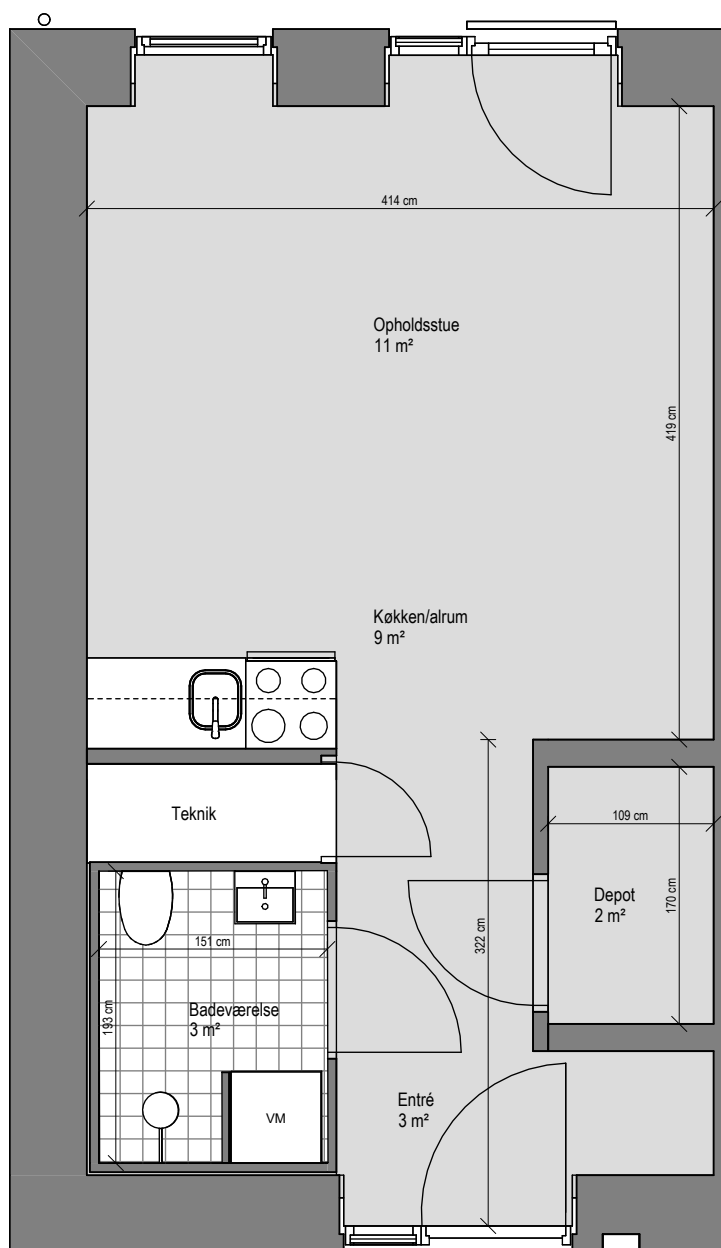 414 cm
Opholdsstue
11 m²
419 cm
Køkken/alrum
9 m²
Teknik
109 cm
Depot
2 m²
170 cm
322 cm
151 cm
193 cm
Badeværelse
3 m²
Entré
3 m²
VM